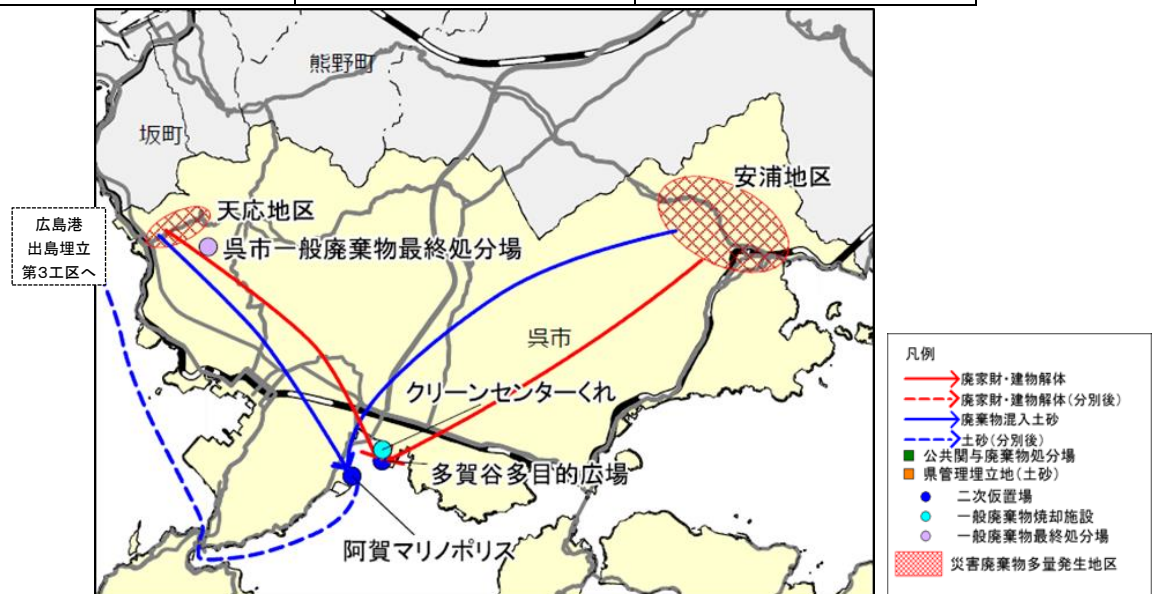 熊野町
坂町
安浦地区
天応地区
広島港
出島埋立
第3工区へ
呉市一般廃棄物最終処分場
呉市
クリーンセンターくれ
多賀谷多目的広場
阿賀マリノポリス
凡例
廃家財・建物解体
廃家財・建物解体(分別後)
廃棄物混入土砂
土砂(分別後)
公共関与廃棄物処分場
県管理埋立地(土砂)
二次仮置場
一般廃棄物焼却施設
一般廃棄物最終処分場
災害廃棄物多量発生地区